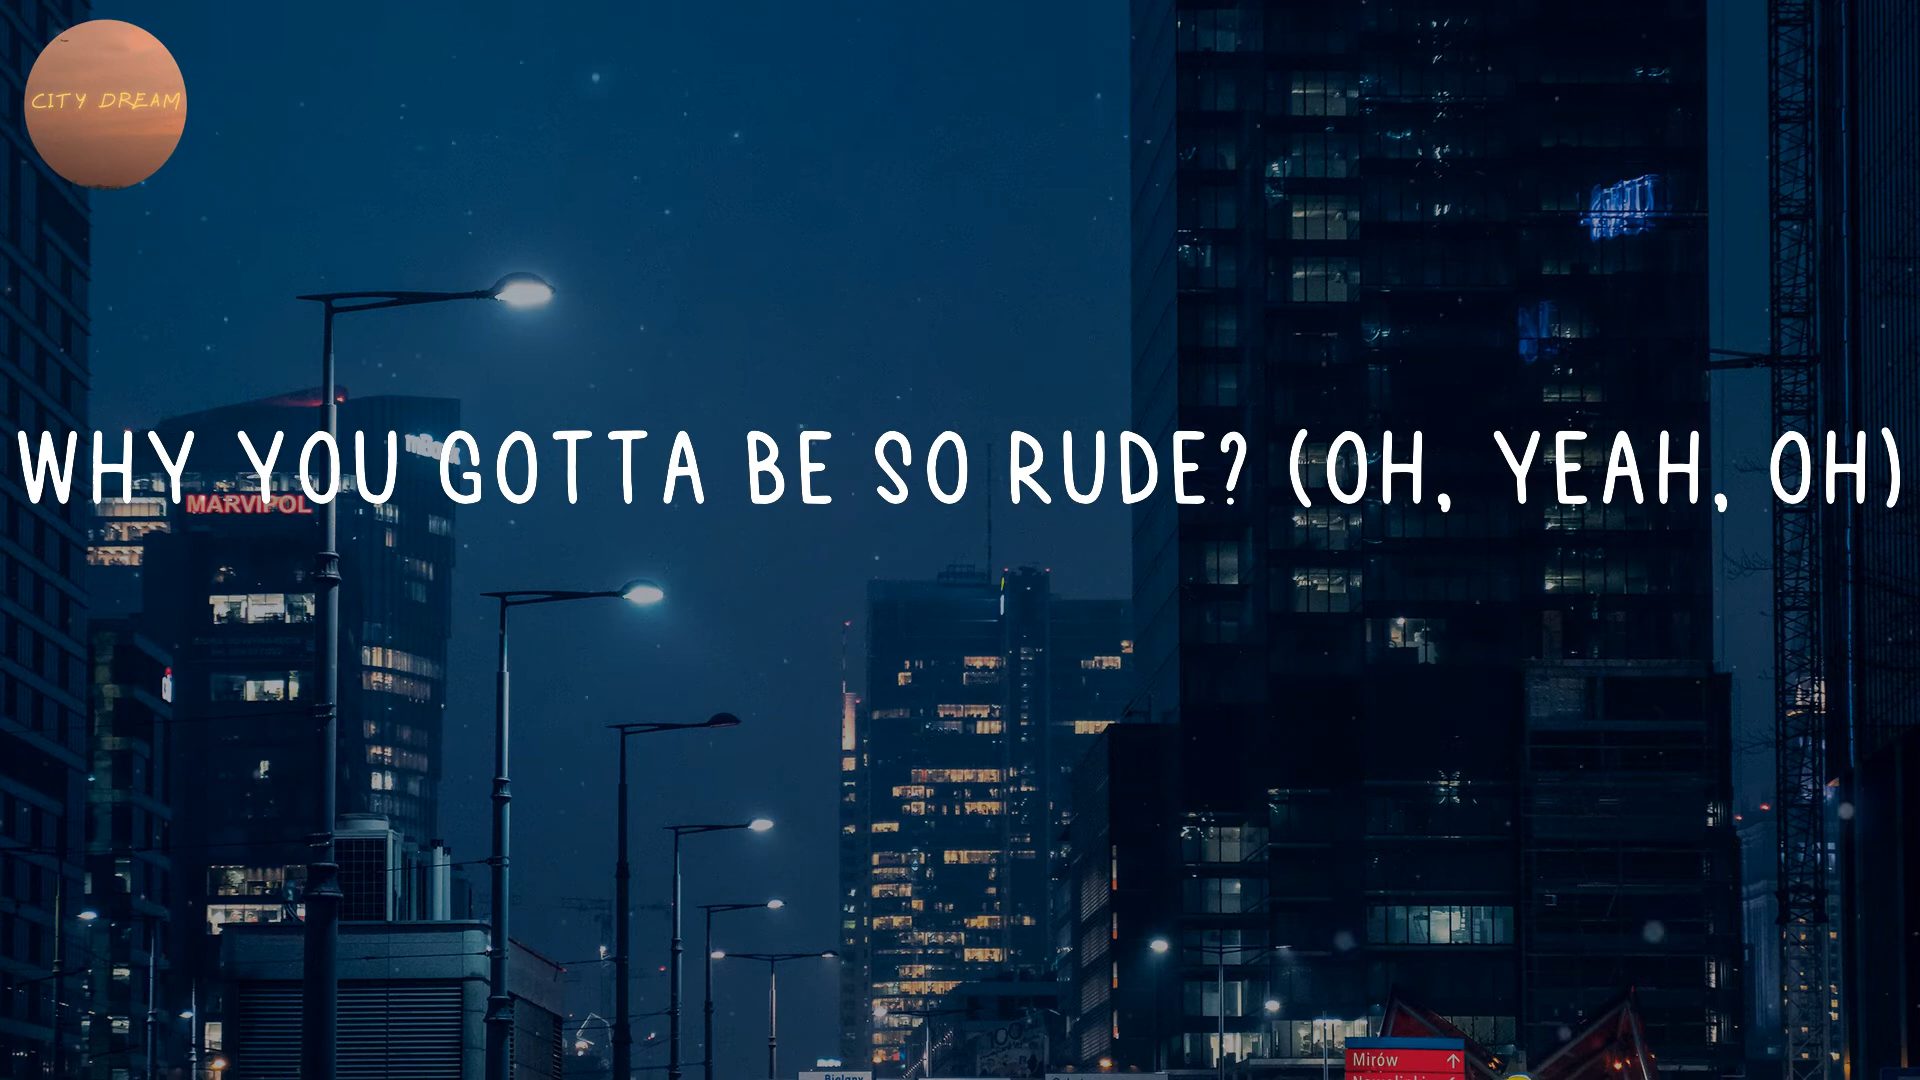 CITY DREAM
WHY YOU GOTTA BE SO RUDE? (OH, YEAH, OH)
MARVIPOL
Mirów